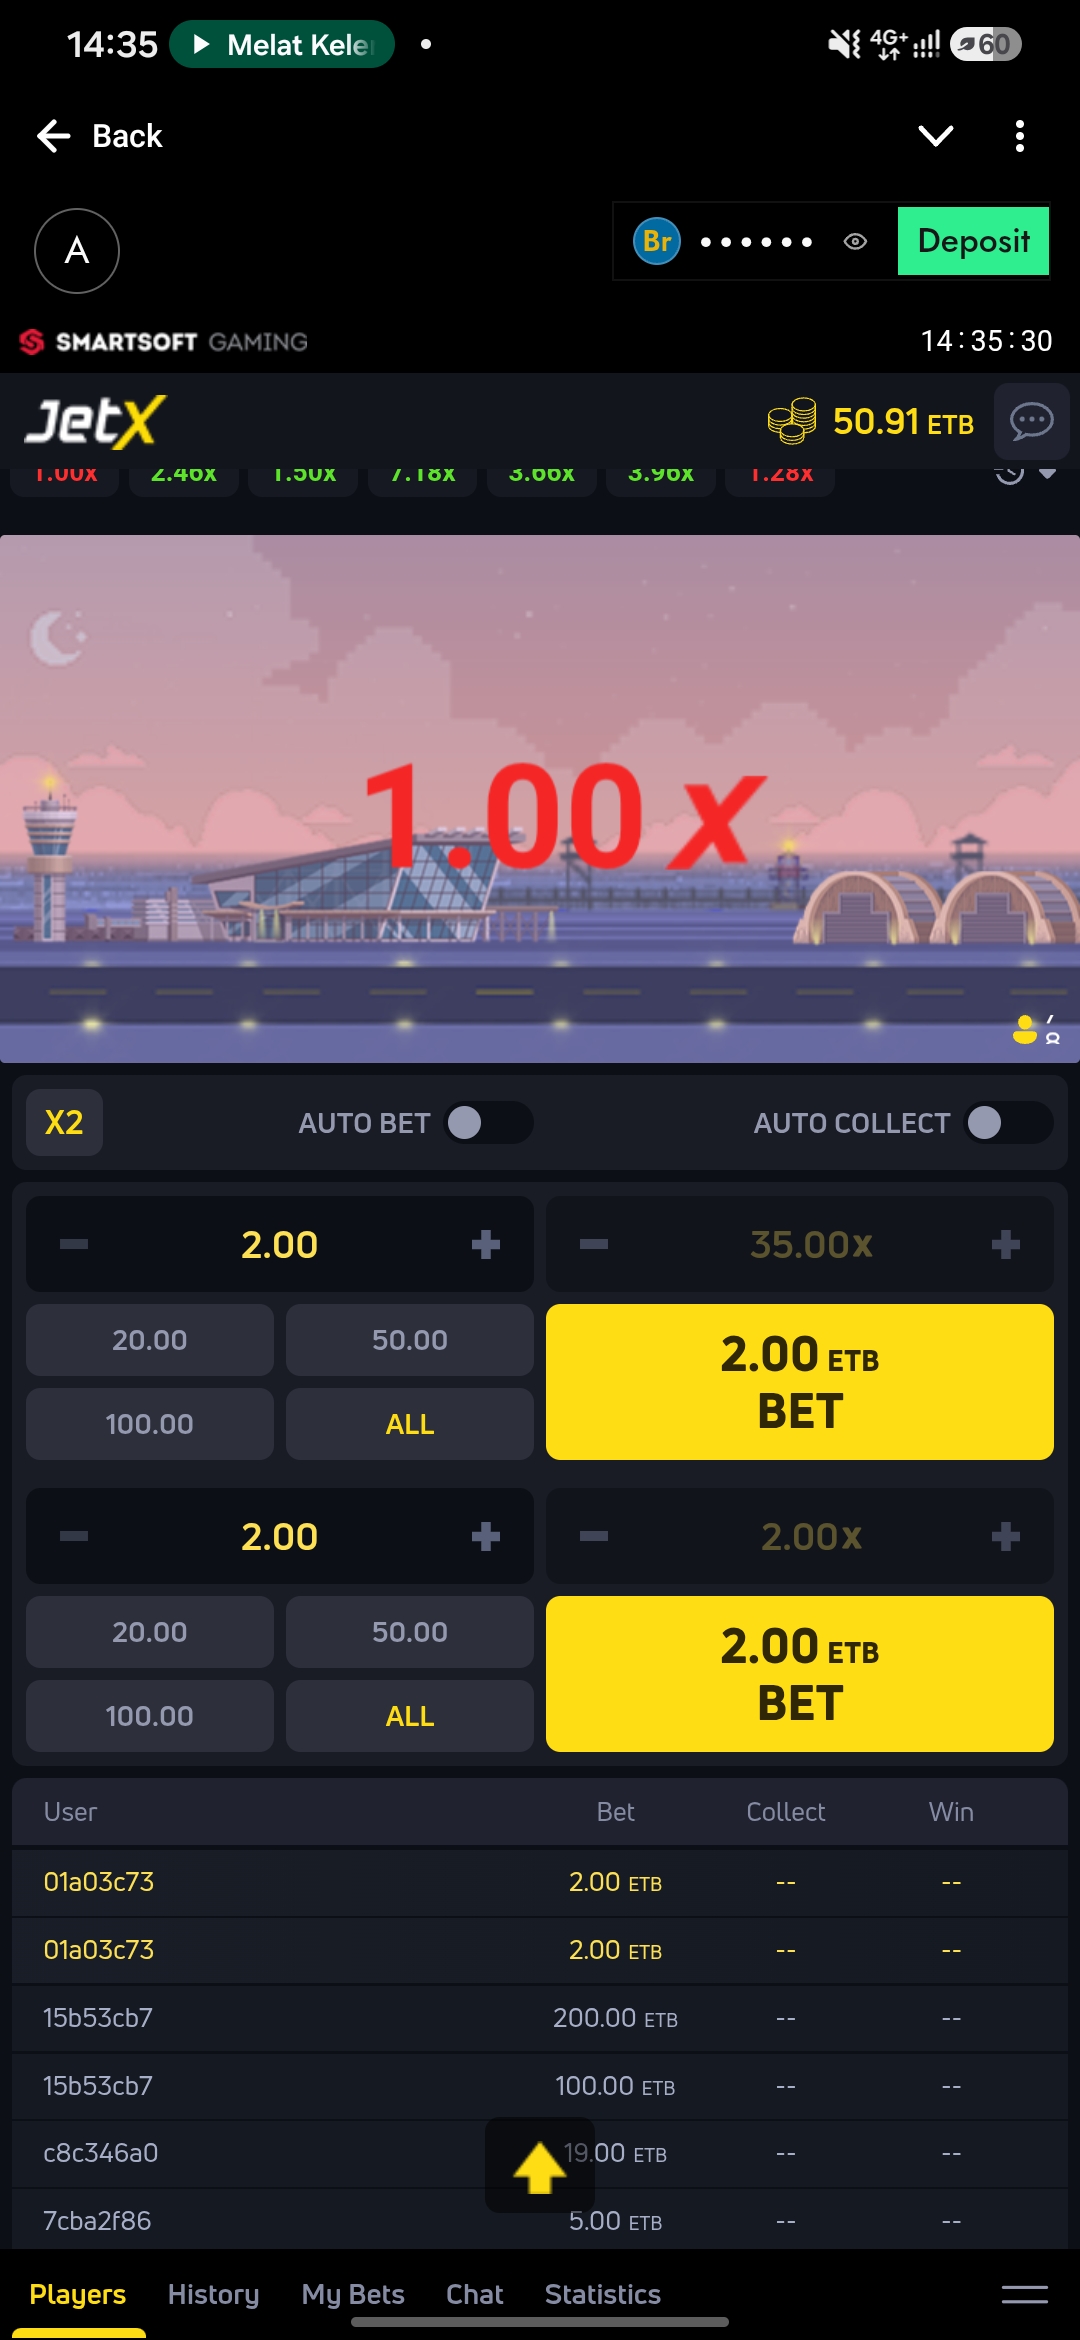 14:35 Melat Kele 4G+ 60
Back
A Br •••••• Deposit
SMARTSOFT GAMING 14:35:30
JetX 50.91 ETB
1.00x 2.46x 1.50x 7.18x 3.66x 3.96x 1.28x
1.00x
X2 AUTO BET AUTO COLLECT
2.00 35.00x
20.00 50.00 2.00 ETB
100.00 ALL BET
2.00 2.00x
20.00 50.00 2.00 ETB
100.00 ALL BET
User Bet Collect Win
01a03c73 2.00 ETB -- --
01a03c73 2.00 ETB -- --
15b53cb7 200.00 ETB -- --
15b53cb7 100.00 ETB -- --
c8c346a0 19.00 ETB -- --
7cba2f86 5.00 ETB -- --
Players History My Bets Chat Statistics